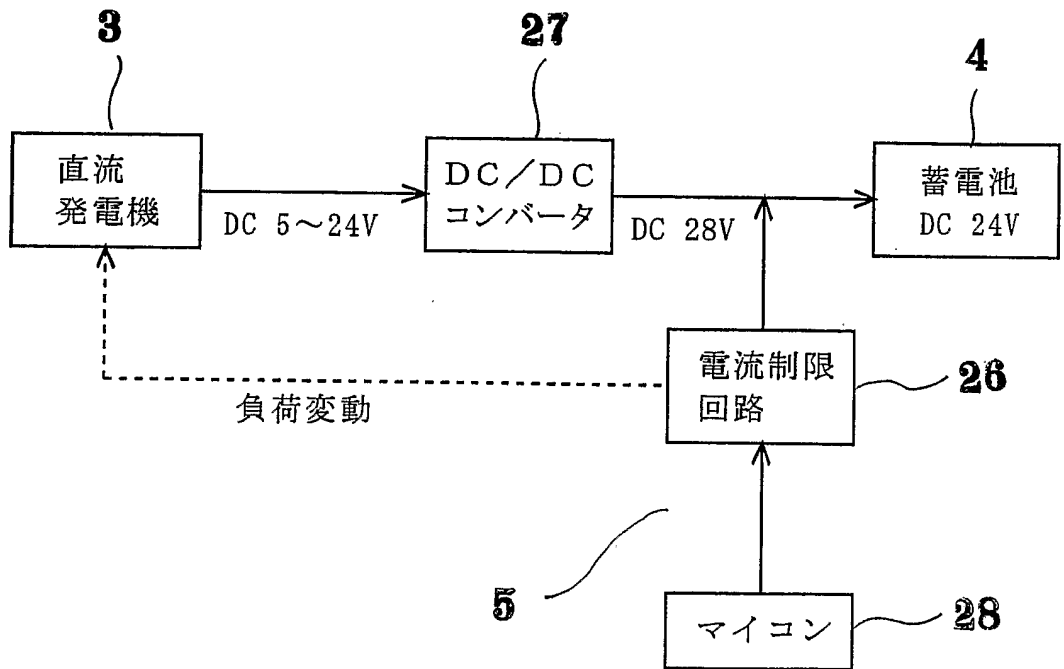 3
27
4
直流
発電機
DC 5～24V
DC／DC
コンバータ
DC 28V
蓄電池
DC 24V
電流制限
回路
26
負荷変動
5
マイコン
28